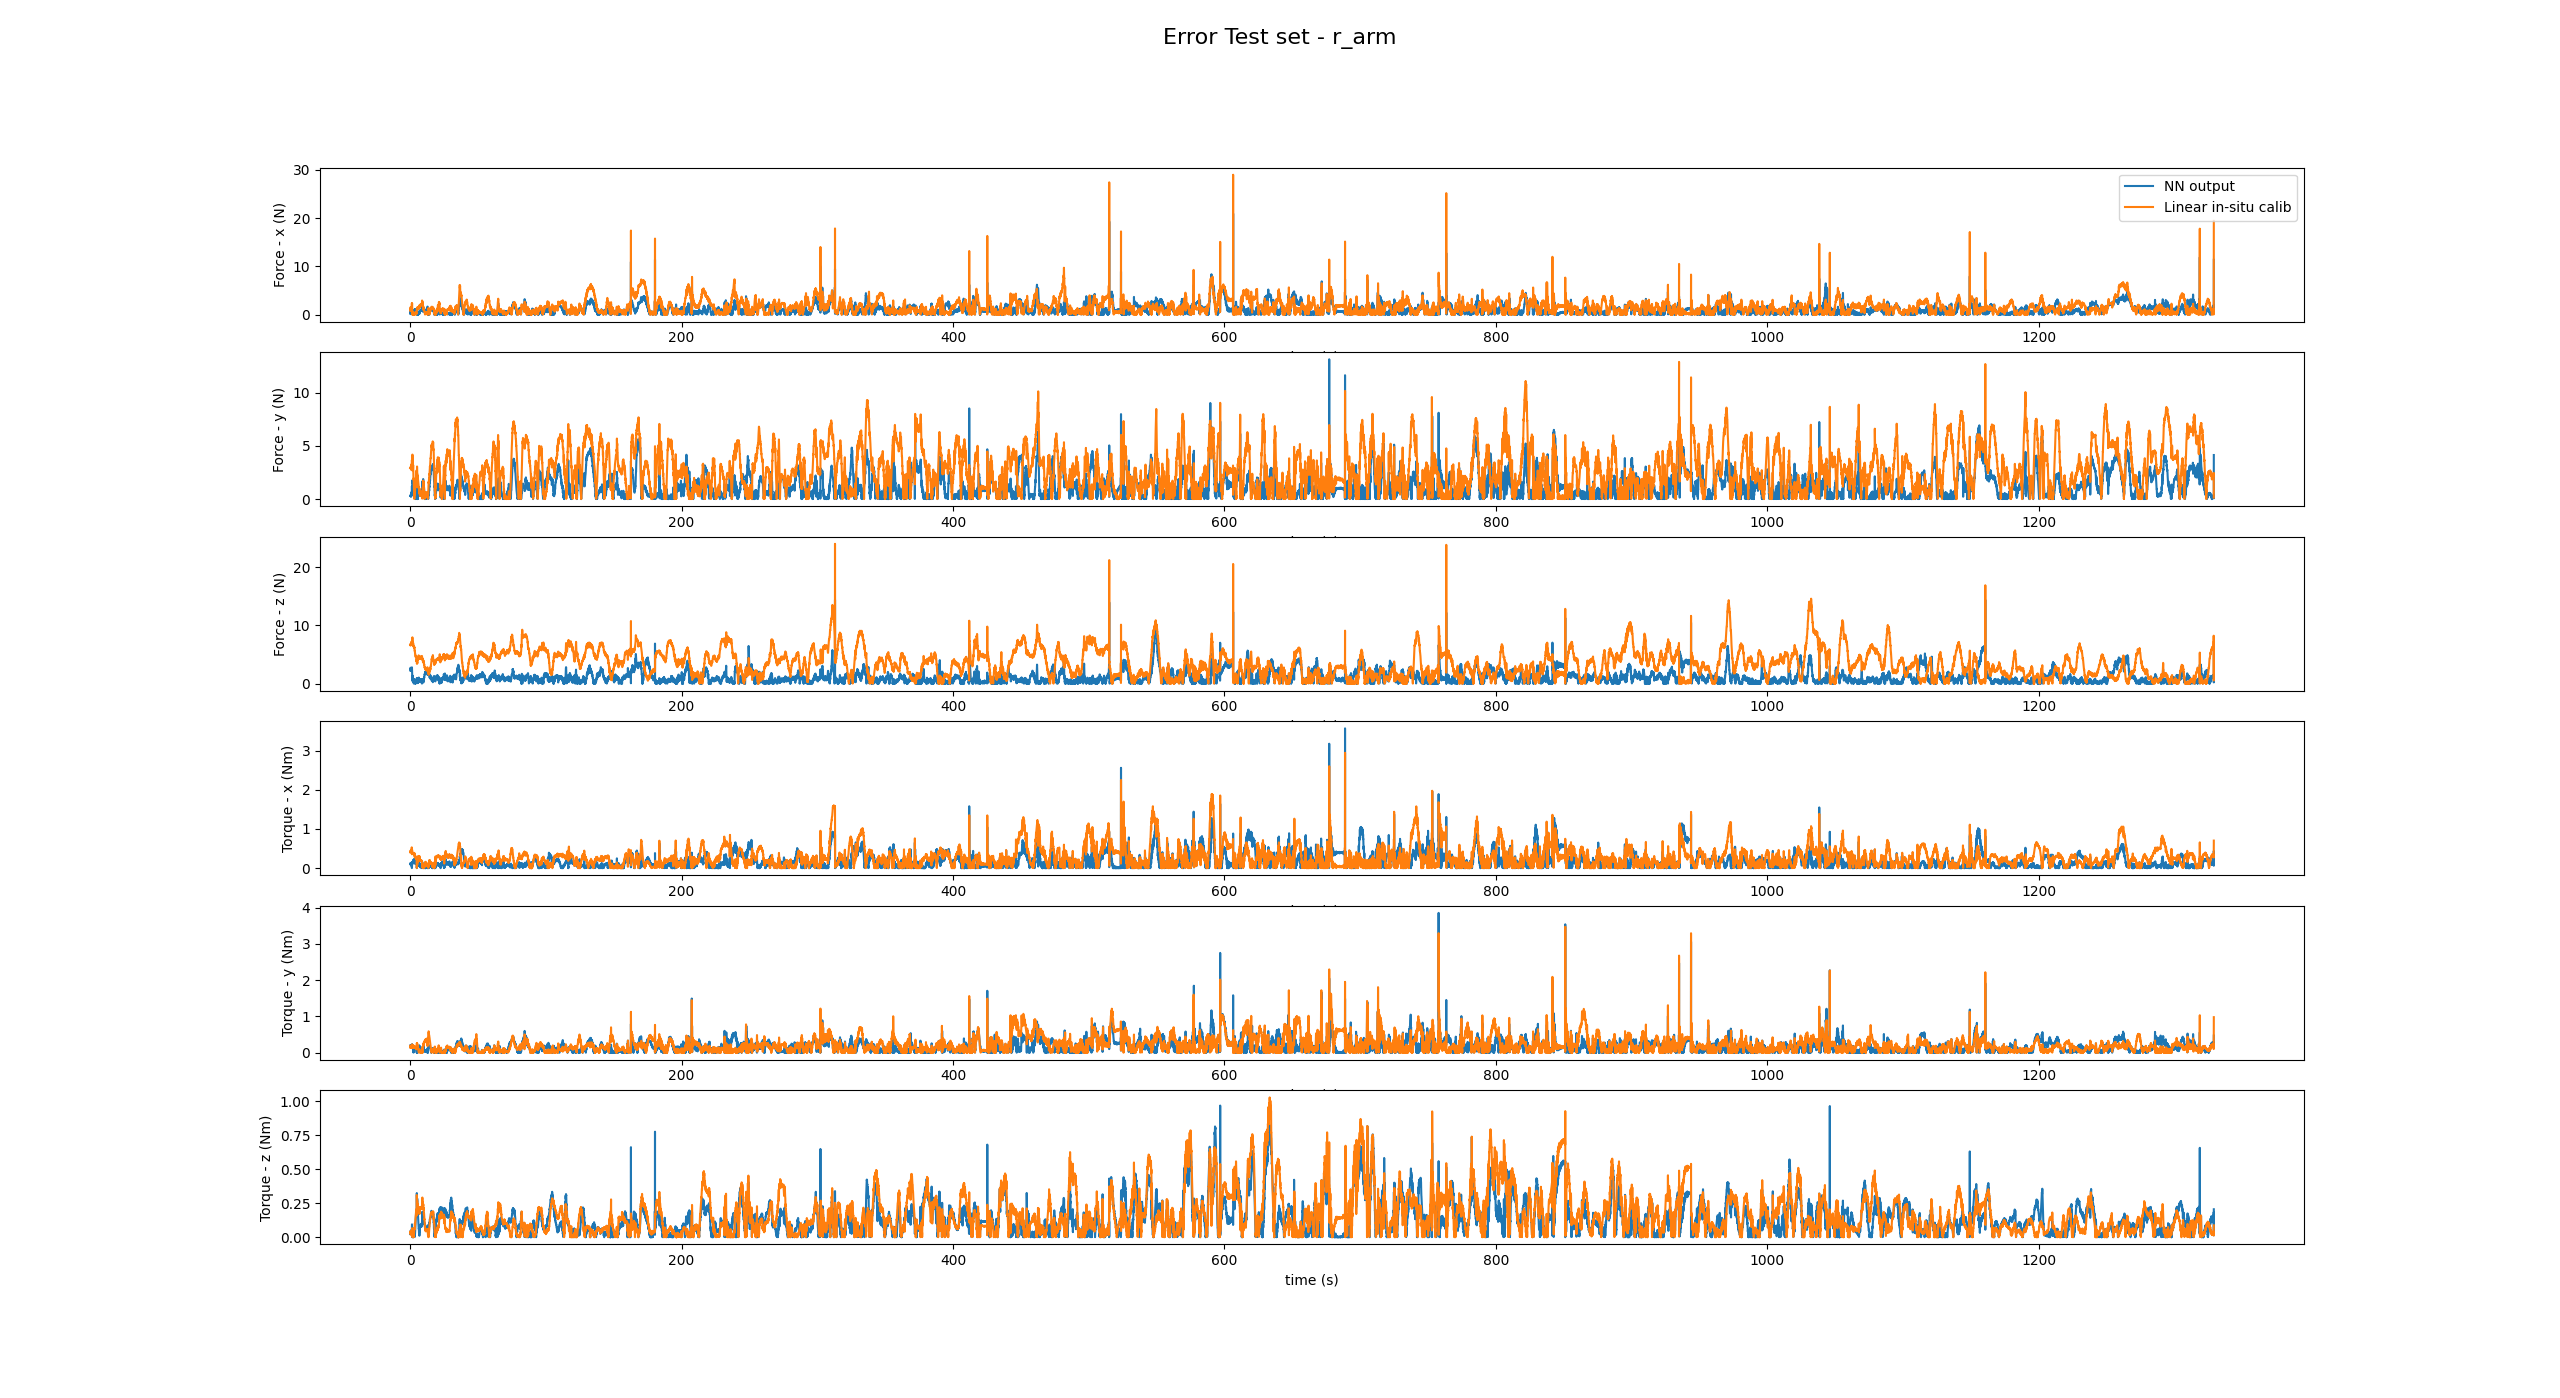 Error Test set - r_arm
Force - x (N)
30
20
10
0
NN output
Linear in-situ calib
0 200 400 600 800 1000 1200
Force - y (N)
10
5
0
0 200 400 600 800 1000 1200
Force - z (N)
20
10
0
0 200 400 600 800 1000 1200
Torque - x (Nm)
3
2
1
0
0 200 400 600 800 1000 1200
Torque - y (Nm)
4
3
2
1
0
0 200 400 600 800 1000 1200
Torque - z (Nm)
1.00
0.75
0.50
0.25
0.00
0 200 400 600 800 1000 1200
time (s)